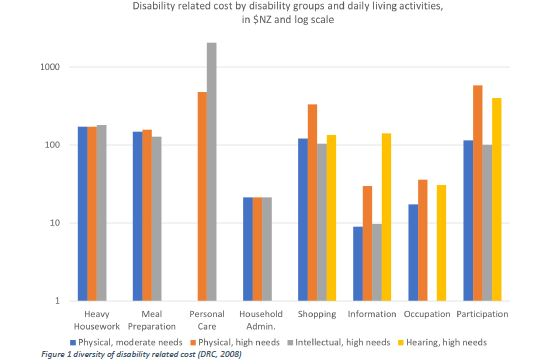 Disability related cost by disability groups and daily living activities,
in $NZ and log scale
1000
100
10
1
Heavy Housework
Meal Preparation
Personal Care
Household Admin.
Shopping
Information
Occupation
Participation
Physical, moderate needs
Physical, high needs
Intellectual, high needs
Hearing, high needs
Figure 1 diversity of disability related cost (DRC, 2008)